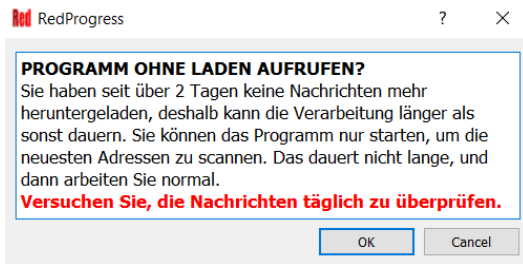 Red RedProgress ? ×
PROGRAMM OHNE LADEN AUFRUFEN?
Sie haben seit über 2 Tagen keine Nachrichten mehr
heruntergeladen, deshalb kann die Verarbeitung länger als
sonst dauern. Sie können das Programm nur starten, um die
neuesten Adressen zu scannen. Das dauert nicht lange, und
dann arbeiten Sie normal.
Versuchen Sie, die Nachrichten täglich zu überprüfen.
OK Cancel